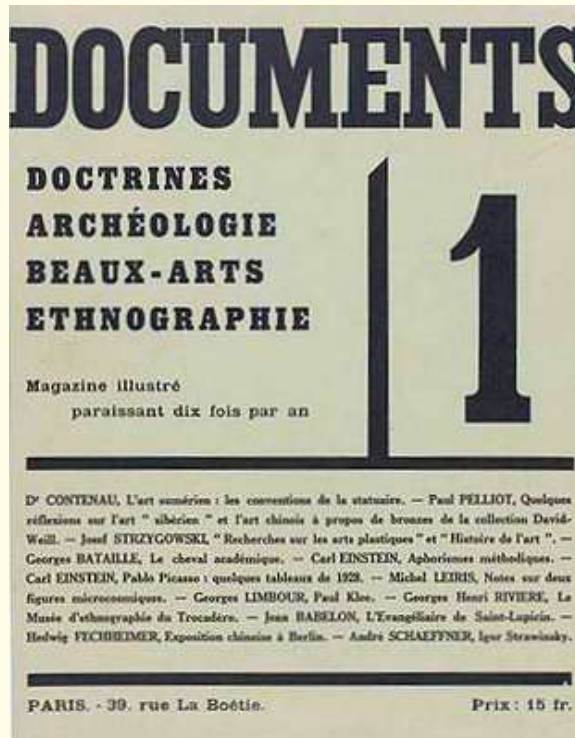 DOCUMENTS
DOCTRINES
ARCHÉOLOGIE
BEAUX-ARTS
ETHNOGRAPHIE
1
Magazine illustré
paraissant dix fois par an
Dr CONTENAU, L'art sumérien : les conventions de la statuaire. — Paul PELLIOT, Quelques
réflexions sur l'art " sibérien " et l'art chinois à propos de bronzes de la collection David-
Weill. — Josef STRZYGOWSKI, " Recherches sur les arts plastiques " et " Histoire de l'art ". —
Georges BATAILLE, Le cheval académique. — Carl EINSTEIN, Aphorismes méthodiques. —
Carl EINSTEIN, Pablo Picasso : quelques tableaux de 1928. — Michel LEIRIS, Notes sur deux
figures microcosmiques. — Georges LIMBOUR, Paul Klee. — Georges Henri RIVIERE, Le
Musée d'ethnographie du Trocadéro. — Jean BABELON, L'Evangéliaire de Saint-Lupicin. —
Hedwig FECHHEIMER, Exposition chinoise à Berlin. — André SCHAEFFNER, Igor Strawinsky.
PARIS. - 39, rue La Boétie.
Prix : 15 fr.